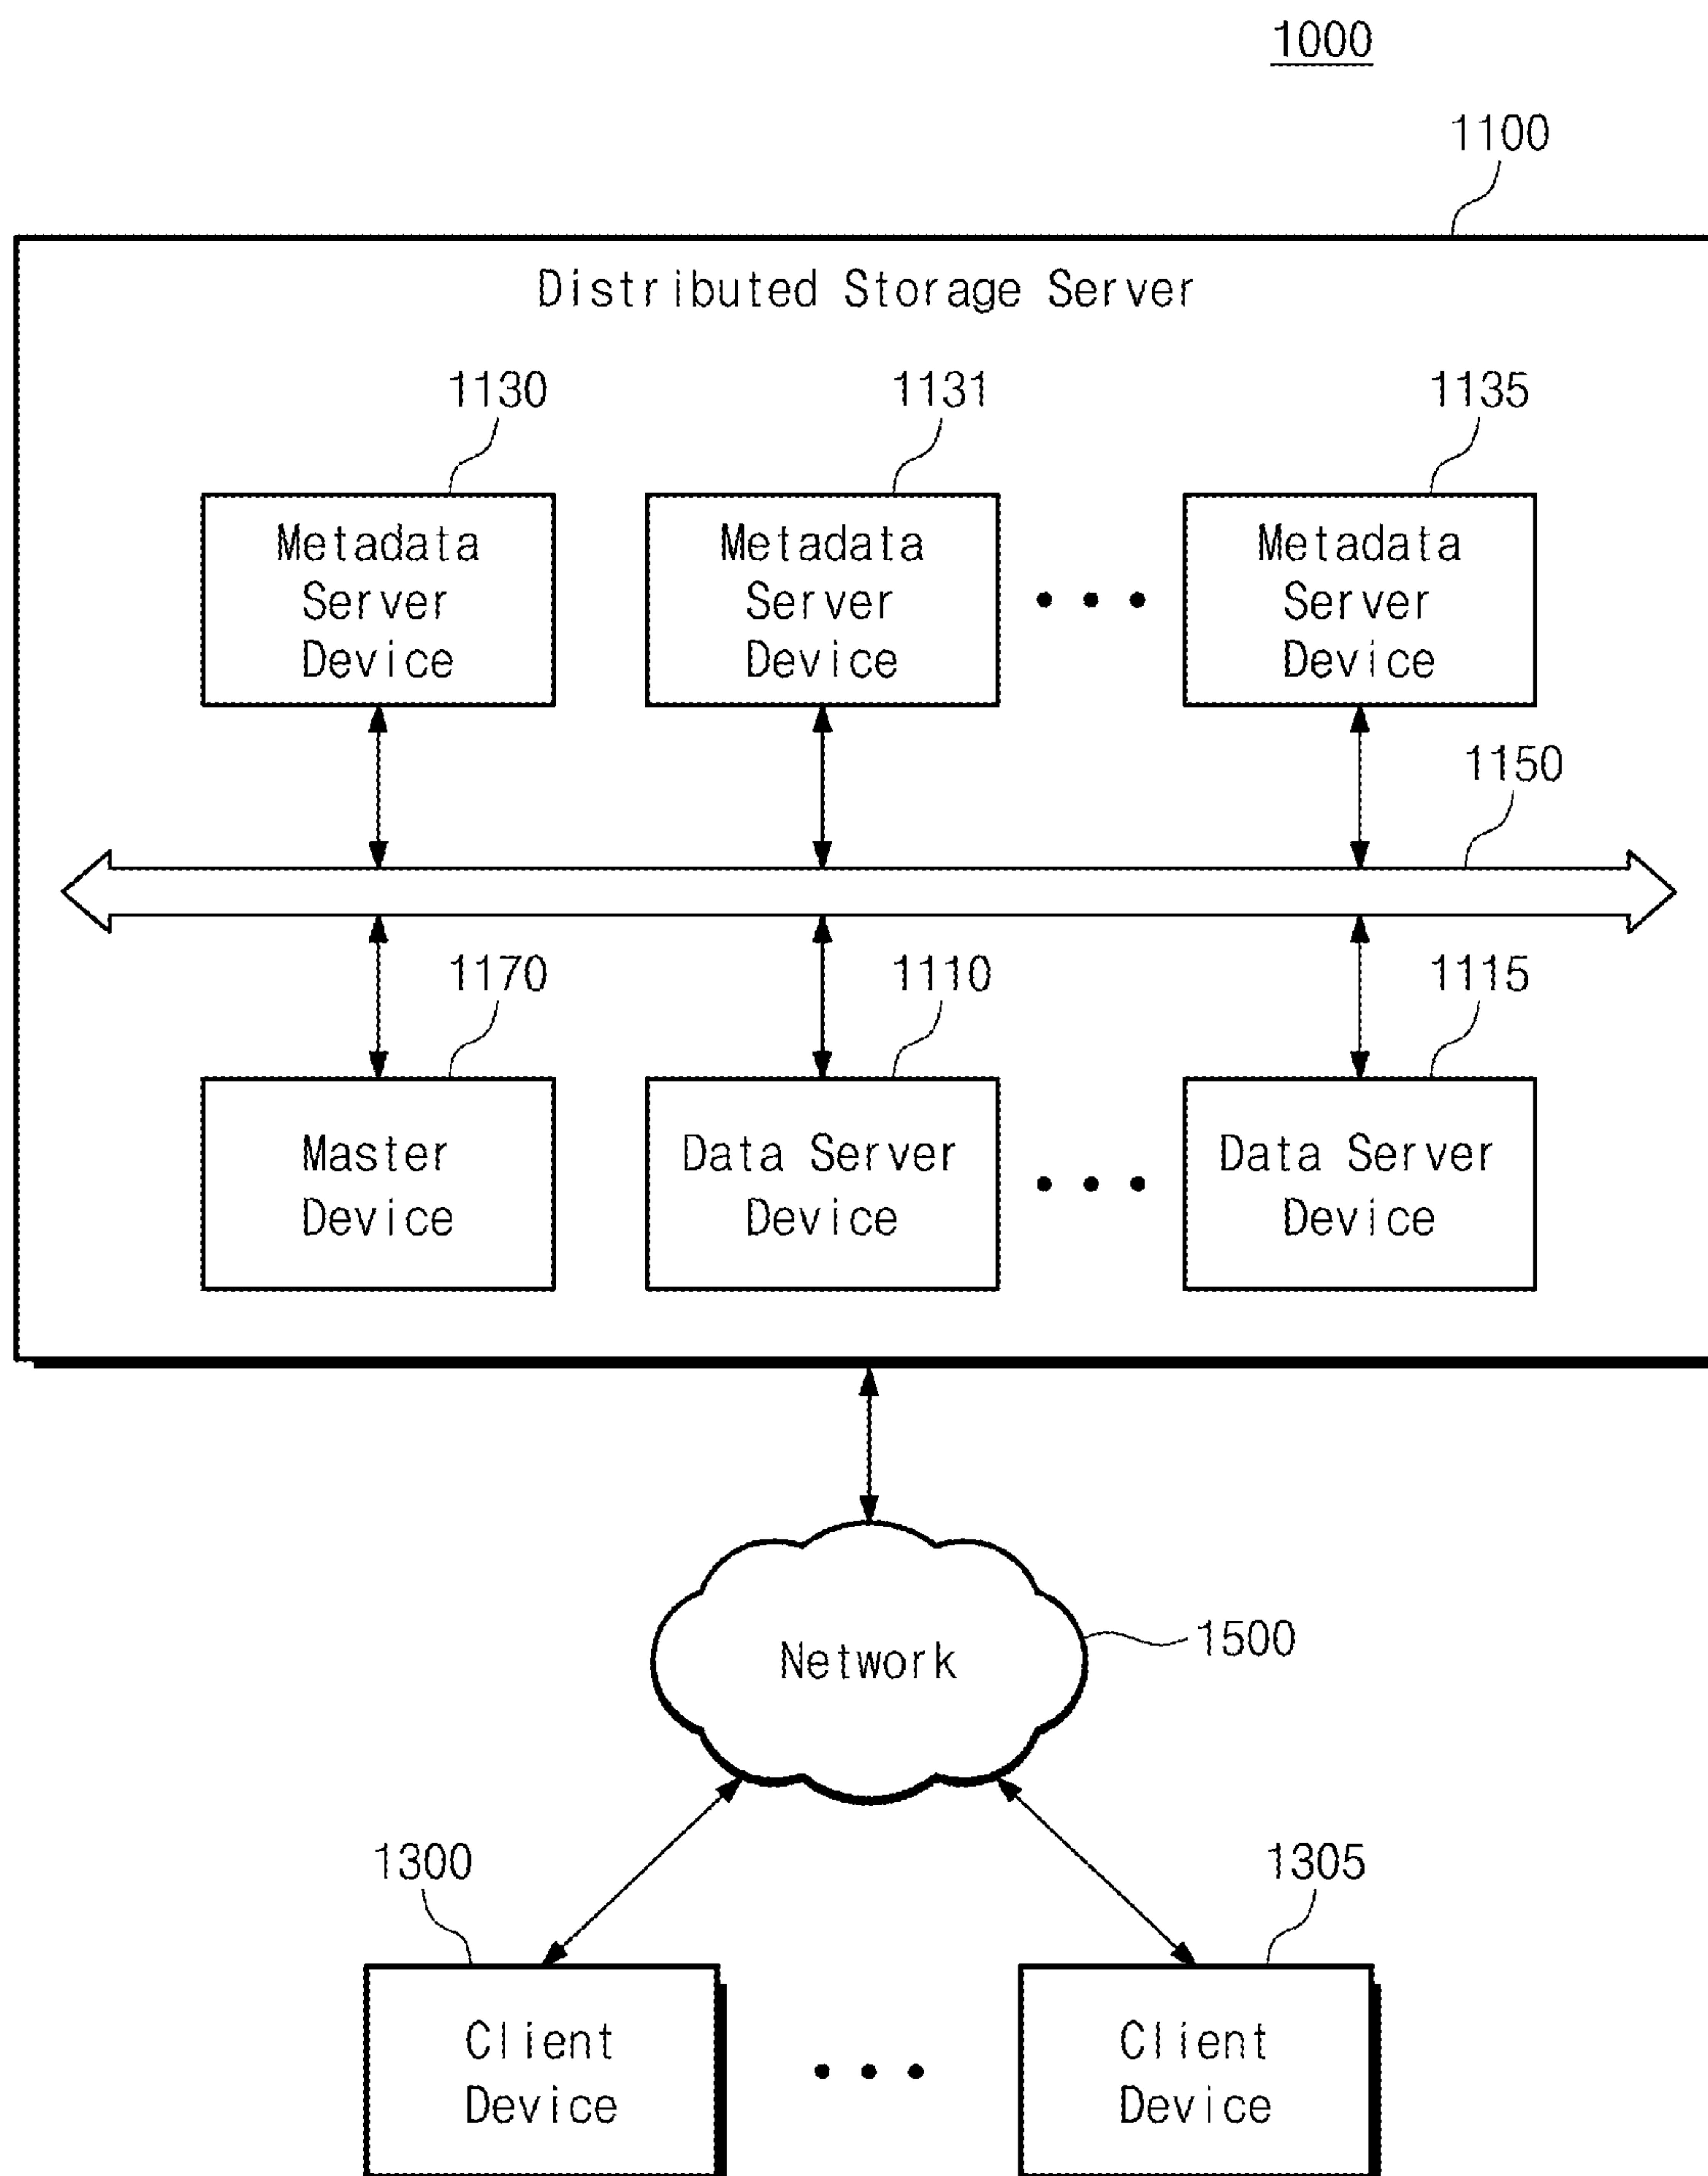 1000
1100
Distributed Storage Server
1130
1131
1135
Metadata
Server
Device
Metadata
Server
Device
Metadata
Server
Device
1150
1170
1110
1115
Master
Device
Data Server
Device
Data Server
Device
Network
1500
1300
1305
Client
Device
Client
Device